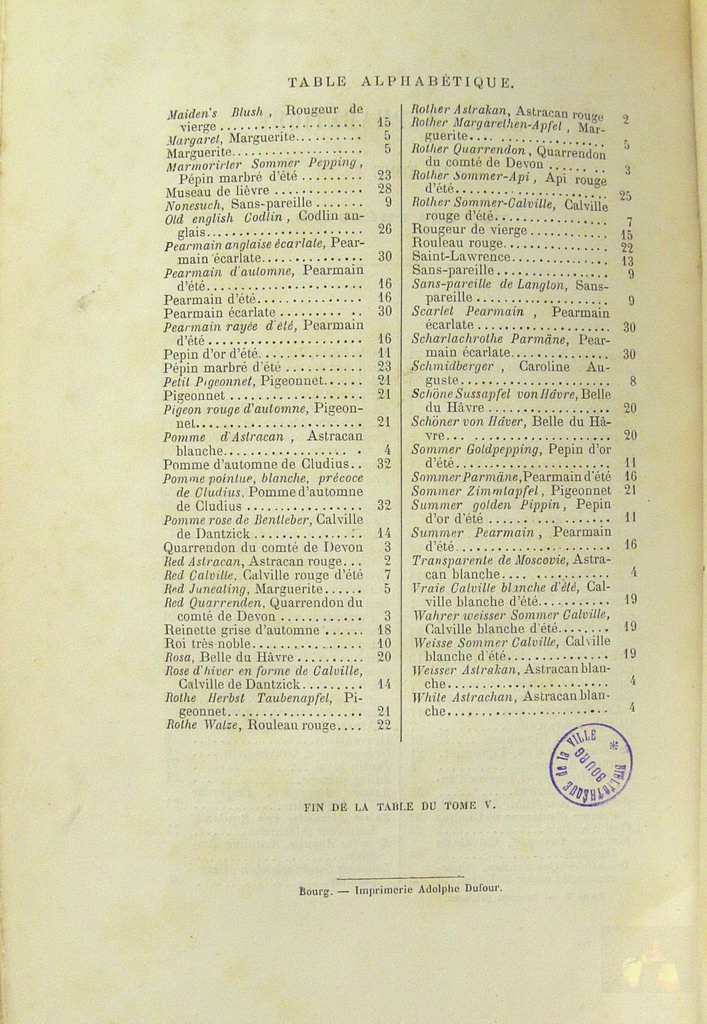 TABLE ALPHABÉTIQUE.
Maiden's Blush, Rougeur de
vierge .................... 15
Margaret, Marguerite.......... 5
Marguerite.................... 5
Marmorirter Sommer Pepping,
Pépin marbré d'été ......... 23
Museau de lièvre ............. 28
Nonesuch, Sans-pareille ....... 9
Old english Codlin, Codlin an-
glais...................... 26
Pearmain anglaise écarlate, Pear-
main écarlate............... 30
Pearmain d'automne, Pearmain
d'été....................... 16
Pearmain d'été................ 16
Pearmain écarlate ......... .. 30
Pearmain rayée d'été, Pearmain
d'été ...................... 16
Pepin d'or d'été............... 11
Pépin marbré d'été ........... 23
Petit Pigeonnet, Pigeonnet...... 21
Pigeonnet .................... 21
Pigeon rouge d'automne, Pigeon-
net......................... 21
Pomme d'Astracan, Astracan
blanche................... . 4
Pomme d'automne de Cludius.. 32
Pomme pointue, blanche, précoce
de Cludius, Pomme d'automne
de Cludius ................. 32
Pomme rose de Bentleber, Calville
de Dantzick................ 14
Quarrendon du comté de Devon 3
Red Astracan, Astracan rouge... 2
Red Calville, Calville rouge d'été 7
Red Juneating, Marguerite...... 5
Red Quarrenden, Quarrendon du
comté de Devon ............ 3
Reinette grise d'automne ...... 18
Roi très-noble................. 10
Rosa, Belle du Hâvre .......... 20
Rose d'hiver en forme de Calville,
Calville de Dantzick......... 14
Rothe Herbst Taubenapfel, Pi-
geonnet.................... 21
Rothe Walze, Rouleau rouge.... 22
Rother Astrakan, Astracan rouge 2
Rother Margarethen-Apfel, Mar-
guerite..................... 5
Rother Quarrendon, Quarrendon
du comté de Devon ...... .. 3
Rother Sommer-Api, Api rouge
d'été....................... 25
Rother Sommer-Calville, Calville
rouge d'été................. 7
Rougeur de vierge ............ 15
Rouleau rouge................ 22
Saint-Lawrence............... 13
Sans-pareille................. 9
Sans-pareille de Langton, Sans-
pareille .................... 9
Scarlet Pearmain, Pearmain
écarlate .................... 30
Scharlachrothe Parmäne, Pear-
main écarlate............... 30
Schmidberger, Caroline Au-
guste...................... 8
Schöne Sussapfel von Hâvre, Belle
du Hâvre .................. 20
Schöner von Hâver, Belle du Hâ-
vre... .................... 20
Sommer Goldpepping, Pepin d'or
d'été....................... 11
Sommer Parmäne, Pearmain d'été 16
Sommer Zimmtapfel, Pigeonnet 21
Summer golden Pippin, Pepin
d'or d'été .................. 11
Summer Pearmain, Pearmain
d'été....................... 16
Transparente de Moscovie, Astra-
can blanche.... ........... 4
Vraie Calville blanche d'été, Cal-
ville blanche d'été........... 19
Wahrer weisser Sommer Calville,
Calville blanche d'été........ 19
Weisse Sommer Calville, Calville
blanche d'été............... 19
Weisser Astrakan, Astracan blan-
che........................ 4
White Astrachan, Astracan blan-
che........................ 4
BIBLIOTHÈQUE de la VILLE
BOURG
FIN DE LA TABLE DU TOME V.
Bourg. — Imprimerie Adolphe Dufour.